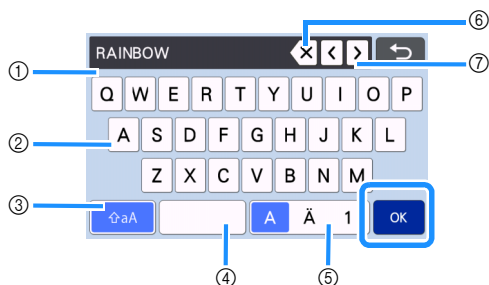 ⑥
RAINBOW
⑦
①
Q W E R T Y U I O P
② A S D F G H J K L
Z X C V B N M
③ ⇧aA A Ä 1 OK
④ ⑤